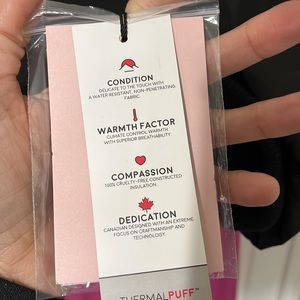 CONDITION
DELICATE TO THE TOUCH WITH
A WATER RESISTANT, NON-PENETRATING
FABRIC.
WARMTH FACTOR
CLIMATE CONTROL WARMTH
WITH SUPERIOR BREATHABILITY.
COMPASSION
100% CRUELTY-FREE CONSTRUCTED
INSULATION.
DEDICATION
CANADIAN DESIGNED WITH AN EXTREME
FOCUS ON CRAFTMANSHIP AND
TECHNOLOGY.
THERMALPUFF™